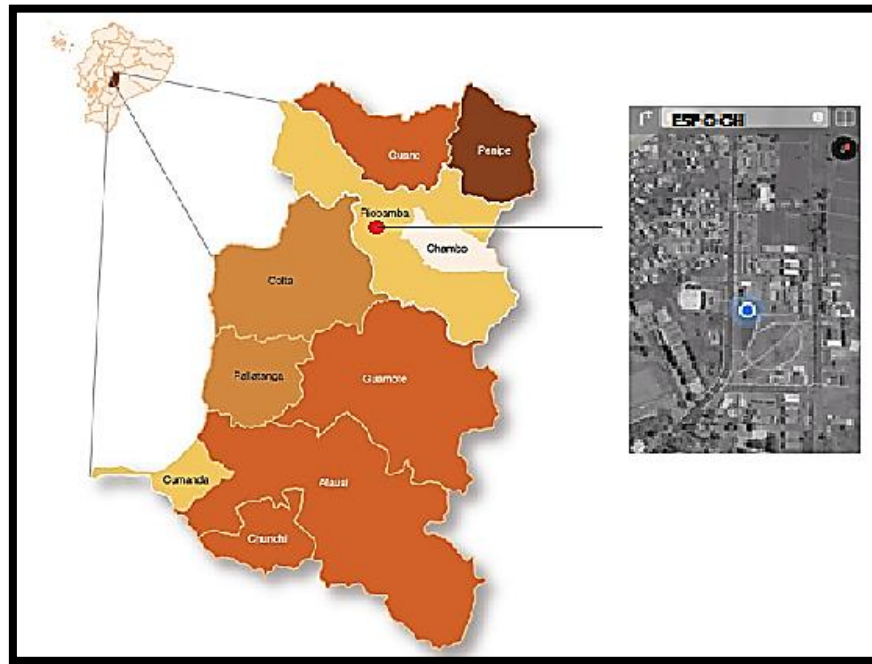 Guano
Penipe
Riobamba
Chambo
Colta
Pallatanga
Guamote
Cumanda
Alausi
Chunchi
ESPOCH